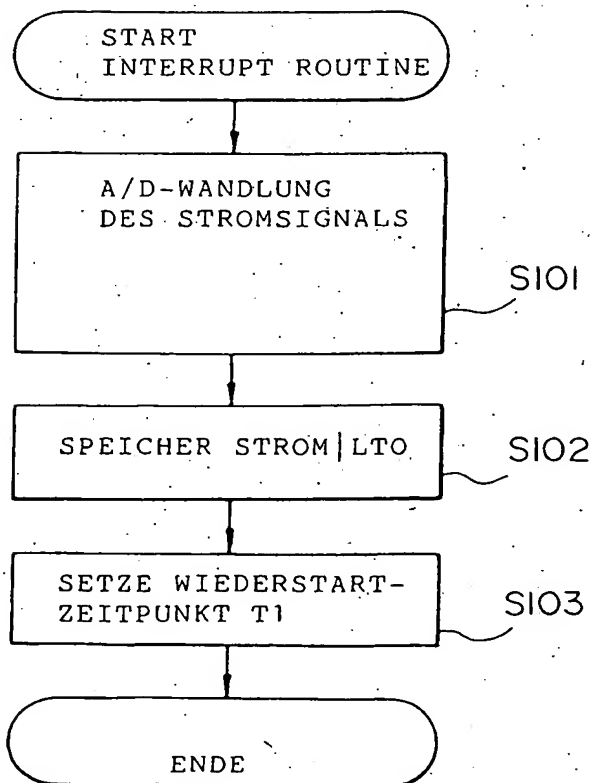 START
INTERRUPT ROUTINE
A/D-WANDLUNG
DES STROMSIGNALS
S101
SPEICHER STROM|LTO
S102
SETZE WIEDERSTART-
ZEITPUNKT T1
S103
ENDE